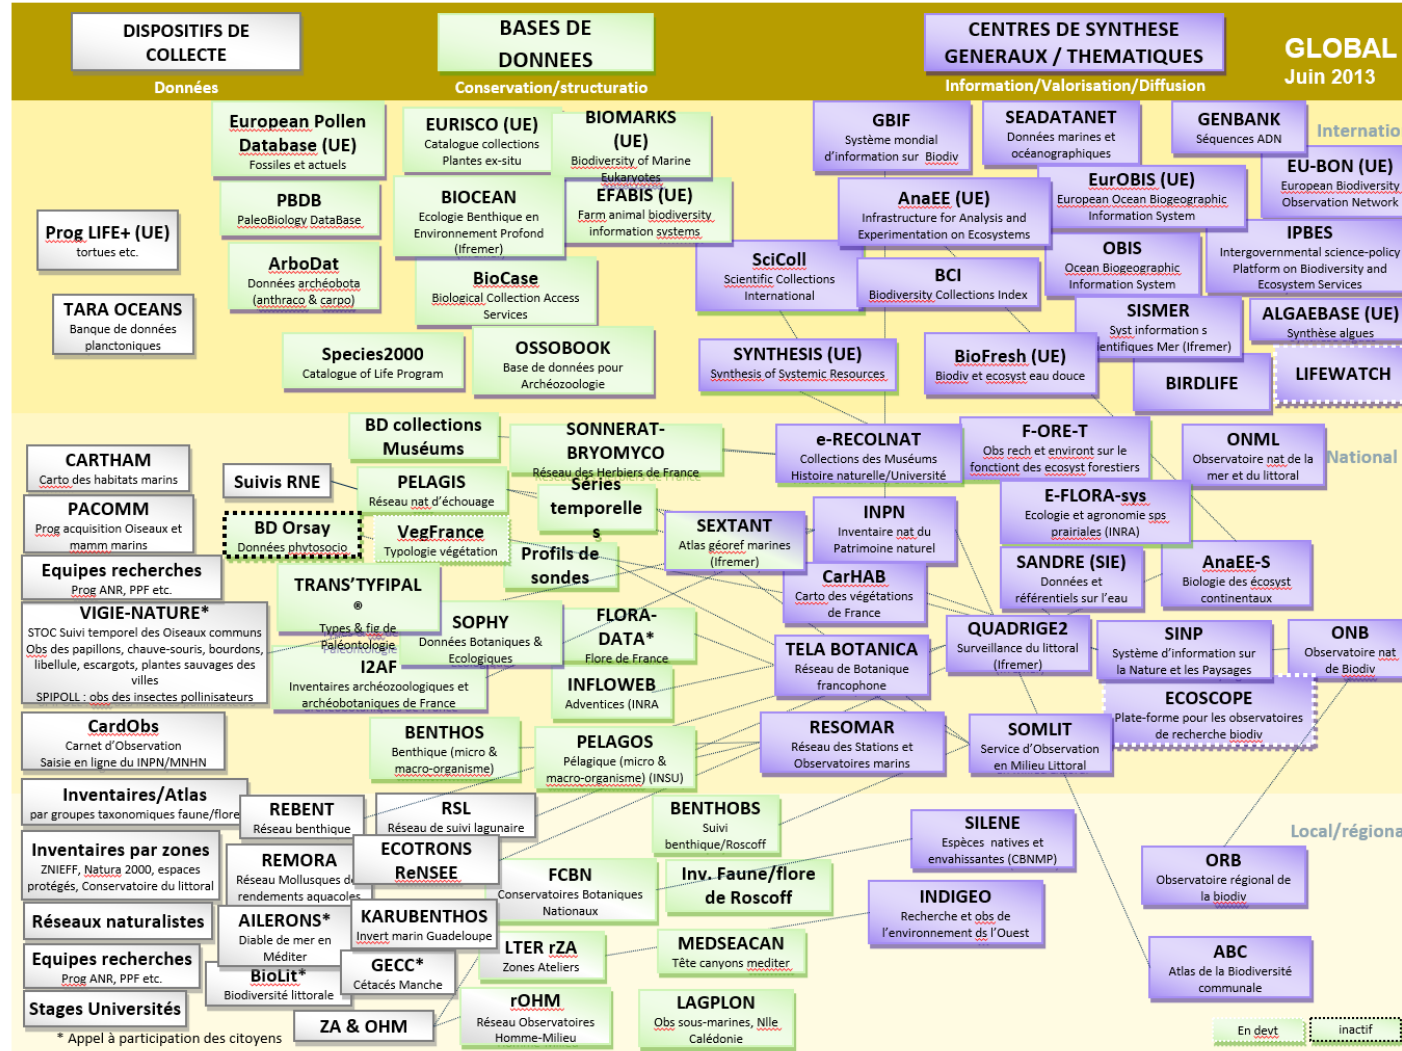 DISPOSITIFS DE
COLLECTE
Données
BASES DE
DONNEES
Conservation/structuratio
CENTRES DE SYNTHESE
GENERAUX / THEMATIQUES
Information/Valorisation/Diffusion
GLOBAL
Juin 2013
Internatio
European Pollen
Database (UE)
Fossiles et actuels
EURISCO (UE)
Catalogue collections
Plantes ex-situ
BIOMARKS
(UE)
Biodiversity of Marine
Eukaryotes
GBIF
Système mondial
d'information sur Biodiv
SEADATANET
Données marines et
océanographiques
GENBANK
Séquences ADN
EU-BON (UE)
European Biodiversity
Observation Network
PBDB
PaleoBiology DataBase
BIOCEAN
Ecologie Benthique en
Environnement Profond
(Ifremer)
EFABIS (UE)
Farm animal biodiversity
information systems
AnaEE (UE)
Infrastructure for Analysis and
Experimentation on Ecosystems
EurOBIS (UE)
European Ocean Biogeographic
Information System
IPBES
Intergovernmental science-policy
Platform on Biodiversity and
Ecosystem Services
Prog LIFE+ (UE)
tortues etc.
ArboDat
Données archéobota
(anthraco & carpo)
BioCase
Biological Collection Access
Services
SciColl
Scientific Collections
International
BCI
Biodiversity Collections Index
OBIS
Ocean Biogeographic
Information System
TARA OCEANS
Banque de données
planctoniques
SISMER
Syst information s
entifiques Mer (Ifremer)
ALGAEBASE (UE)
Synthèse algues
Species2000
Catalogue of Life Program
OSSOBOOK
Base de données pour
Archéozoologie
SYNTHESIS (UE)
Synthesis of Systemic Resources
BioFresh (UE)
Biodiv et ecosyst eau douce
BIRDLIFE
LIFEWATCH
National
BD collections
Muséums
SONNERAT-
BRYOMYCO
Réseau des Herbiers de France
e-RECOLNAT
Collections des Muséums
Histoire naturelle/Université
F-ORE-T
Obs rech et environt sur le
fonctiont des ecosyst forestiers
ONML
Observatoire nat de la
mer et du littoral
CARTHAM
Carto des habitats marins
Suivis RNE
PELAGIS
Réseau nat d'échouage
Séries
temporelle
s
E-FLORA-sys
Ecologie et agronomie sps
prairiales (INRA)
PACOMM
Prog acquisition Oiseaux et
mamm marins
BD Orsay
Données phytosocio
VegFrance
Typologie végétation
SEXTANT
Atlas géoref marines
(Ifremer)
INPN
Inventaire nat du
Patrimoine naturel
Profils de
sondes
SANDRE (SIE)
Données et
référentiels sur l'eau
AnaEE-S
Biologie des écosyst
continentaux
Equipes recherches
Prog ANR, PPF etc.
TRANS'TYFIPAL
®
Types & fig de
Paléontologie
CarHAB
Carto des végétations
de France
VIGIE-NATURE*
STOC Suivi temporel des Oiseaux communs
Obs des papillons, chauve-souris, bourdons,
libellule, escargots, plantes sauvages des
villes
SPIPOLL : obs des insectes pollinisateurs
SOPHY
Données Botaniques &
Ecologiques
FLORA-
DATA*
Flore de France
TELA BOTANICA
Réseau de Botanique
francophone
QUADRIGE2
Surveillance du littoral
(Ifremer)
SINP
Système d'information sur
la Nature et les Paysages
ONB
Observatoire nat
de Biodiv
I2AF
Inventaires archéozoologiques et
archéobotanes de France
INFLOWEB
Adventices (INRA
ECOSCOPE
Plate-forme pour les observatoires
de recherche biodiv
CardObs
Carnet d'Observation
Saisie en ligne du INPN/MNHN
BENTHOS
Benthique (micro &
macro-organisme)
PELAGOS
Pélagique (micro &
macro-organisme) (INSU)
RESOMAR
Réseau des Stations et
Observatoires marins
SOMLIT
Service d'Observation
en Milieu Littoral
Inventaires/Atlas
par groupes taxonomiques faune/flore
REBENT
Réseau benthique
RSL
Réseau de suivi lagunaire
BENTHOBS
Suivi
benthique/Roscoff
SILENE
Espèces natives et
envahissantes (CBNMP)
Local/régiona
Inventaires par zones
ZNIEFF, Natura 2000, espaces
protégés, Conservatoire du littoral
REMORA
Réseau Mollusques de
rendements aquacoles
ECOTRONS
ReNSEE
FCBN
Conservatoires Botaniques
Nationaux
Inv. Faune/flore
de Roscoff
ORB
Observatoire régional de
la biodiv
Réseaux naturalistes
AILERONS*
Diable de mer en
Méditer
KARUBENTHOS
Invert marin Guadeloupe
INDIGEO
Recherche et obs de
l'environnement ds l'Ouest
Equipes recherches
Prog ANR, PPF etc.
BioLit*
Biodiversité littorale
GECC*
Cétacés Manche
LTER rZA
Zones Ateliers
MEDSEACAN
Tête canyons mediter
ABC
Atlas de la Biodiversité
communale
Stages Universités
ZA & OHM
rOHM
Réseau Observatoires
Homme-Milieu
LAGPLON
Obs sous-marines, Nlle
Calédonie
* Appel à participation des citoyens
En devt
inactif